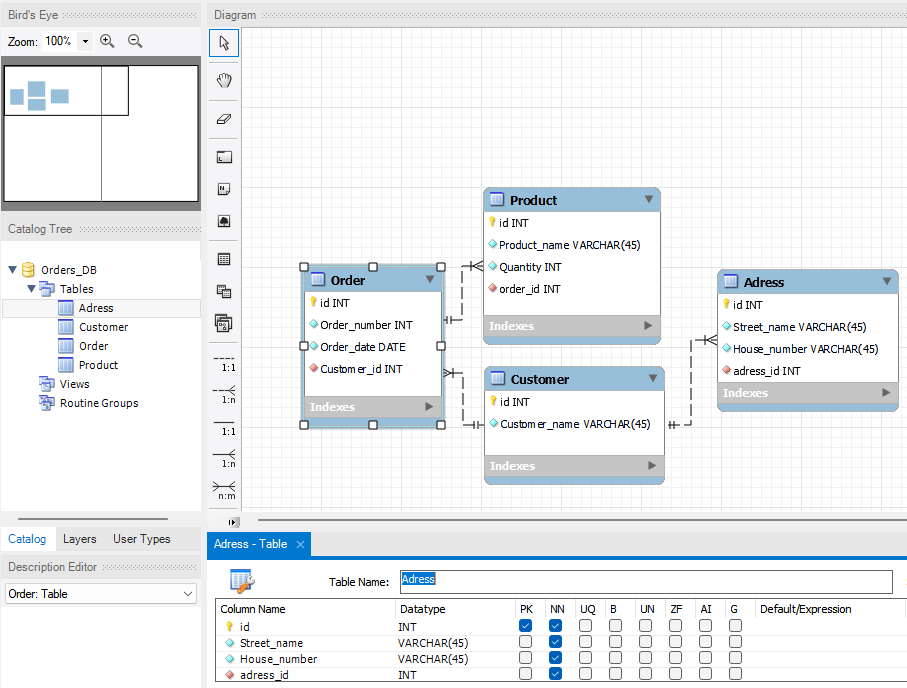 Bird's Eye
Zoom: 100%
Catalog Tree
Orders_DB
Tables
Adress
Customer
Order
Product
Views
Routine Groups
Catalog Layers User Types
Description Editor
Order: Table
Diagram
1:1
1:n
1:1
1:n
n:m
Product
id INT
Product_name VARCHAR(45)
Quantity INT
order_id INT
Indexes
Order
id INT
Order_number INT
Order_date DATE
Customer_id INT
Indexes
Customer
id INT
Customer_name VARCHAR(45)
Indexes
Adress
id INT
Street_name VARCHAR(45)
House_number VARCHAR(45)
adress_id INT
Indexes
Adress - Table
Table Name: Adress
Column Name Datatype PK NN UQ B UN ZF AI G Default/Expression
id INT
Street_name VARCHAR(45)
House_number VARCHAR(45)
adress_id INT